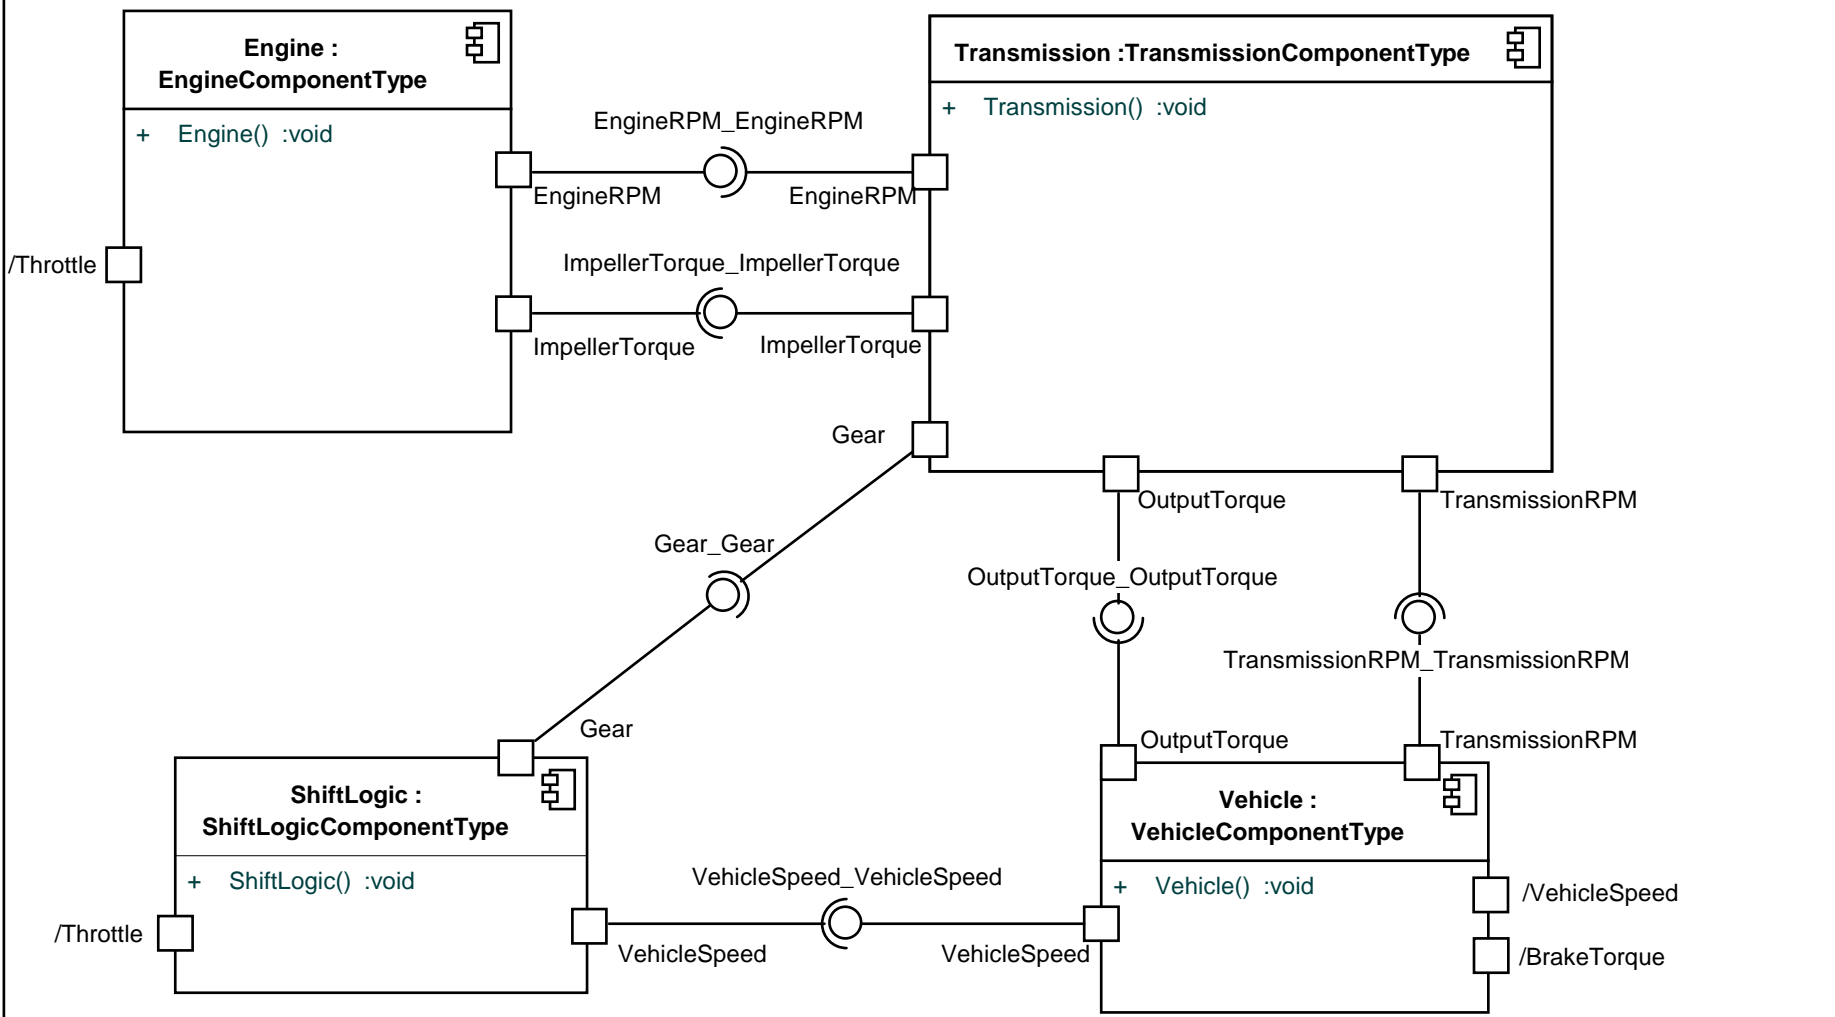 Engine :
EngineComponentType
+ Engine() :void
Transmission :TransmissionComponentType
+ Transmission() :void
EngineRPM_EngineRPM
EngineRPM
EngineRPM
/Throttle
ImpellerTorque_ImpellerTorque
ImpellerTorque
ImpellerTorque
Gear
OutputTorque
TransmissionRPM
Gear_Gear
OutputTorque_OutputTorque
TransmissionRPM_TransmissionRPM
Gear
OutputTorque
TransmissionRPM
ShiftLogic :
ShiftLogicComponentType
+ ShiftLogic() :void
/Throttle
Vehicle :
VehicleComponentType
+ Vehicle() :void
VehicleSpeed_VehicleSpeed
VehicleSpeed
VehicleSpeed
/VehicleSpeed
/BrakeTorque